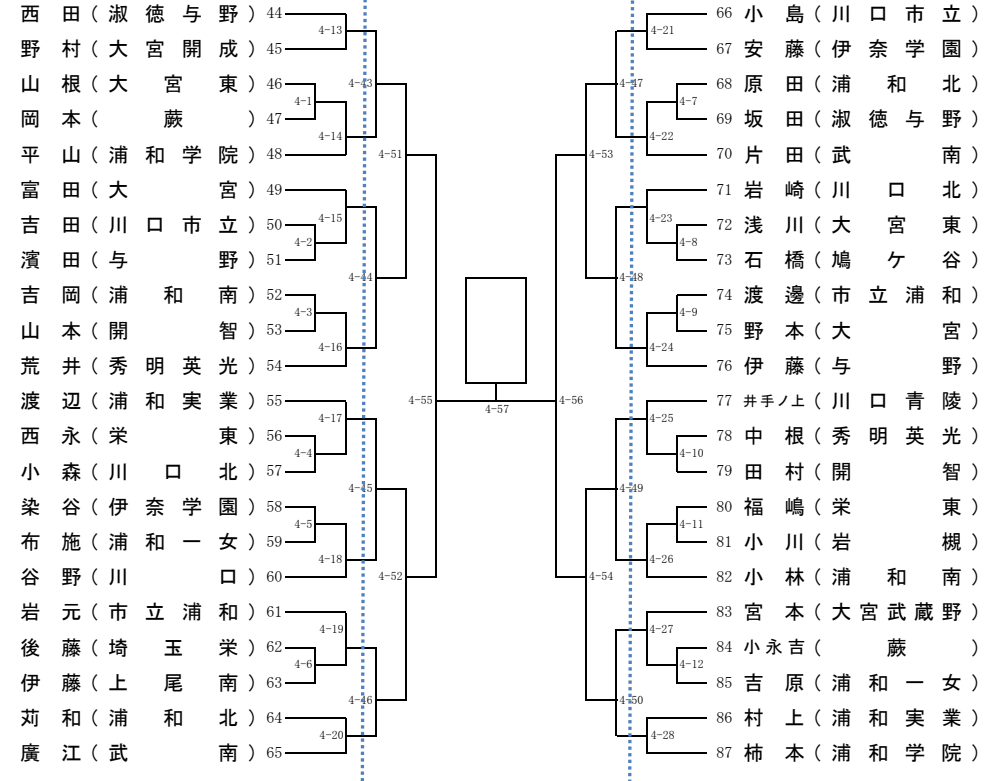 西田（淑徳与野）44
野村（大宮開成）45
山根（大宮東）46
岡本（蕨）47
平山（浦和学院）48
富田（大宮）49
吉田（川口市立）50
濱田（与野）51
吉岡（浦和南）52
山本（開智）53
荒井（秀明英光）54
渡辺（浦和実業）55
西永（栄東）56
小森（川口北）57
染谷（伊奈学園）58
布施（浦和一女）59
谷野（川口）60
岩元（市立浦和）61
後藤（埼玉栄）62
伊藤（上尾南）63
苅和（浦和北）64
廣江（武南）65
4-13
4-1
4-14
4-15
4-2
4-3
4-16
4-17
4-4
4-5
4-18
4-19
4-6
4-20
4-43
4-44
4-45
4-46
4-51
4-52
4-55
4-57
4-56
4-53
4-54
4-47
4-48
4-49
4-50
4-21
4-7
4-22
4-23
4-8
4-9
4-24
4-25
4-10
4-11
4-26
4-27
4-12
4-28
66 小島（川口市立）
67 安藤（伊奈学園）
68 原田（浦和北）
69 坂田（淑徳与野）
70 片田（武南）
71 岩崎（川口北）
72 浅川（大宮東）
73 石橋（鳩ケ谷）
74 渡邊（市立浦和）
75 野本（大宮）
76 伊藤（与野）
77 井手ノ上（川口青陵）
78 中根（秀明英光）
79 田村（開智）
80 福嶋（栄東）
81 小川（岩槻）
82 小林（浦和南）
83 宮本（大宮武蔵野）
84 小永吉（蕨）
85 吉原（浦和一女）
86 村上（浦和実業）
87 柿本（浦和学院）